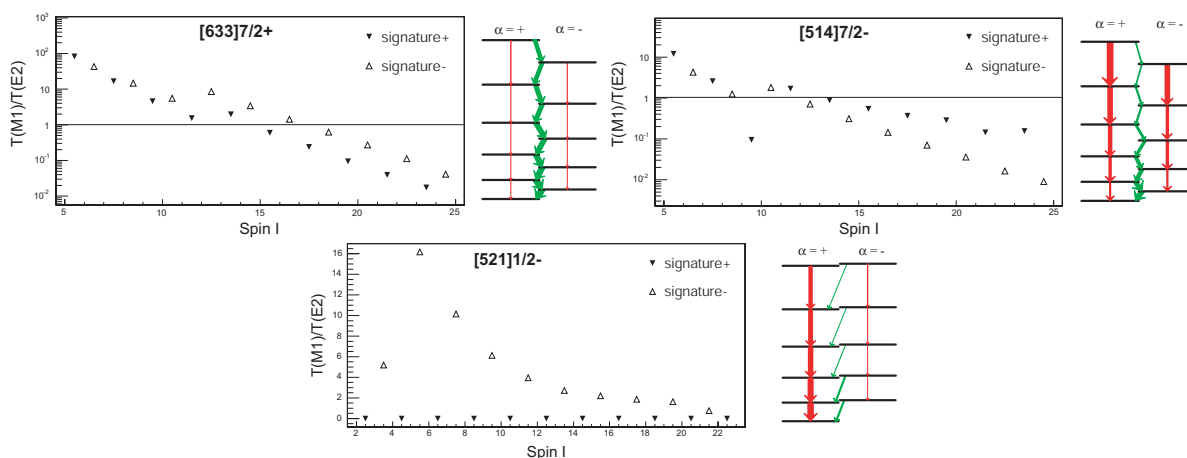 [633]7/2+
signature+
signature-
T(M1)/T(E2)
10³
10²
10
1
10⁻¹
10⁻²
5 10 15 20 25
Spin I
α = + α = -
[514]7/2-
signature+
signature-
T(M1)/T(E2)
10
1
10⁻¹
10⁻²
5 10 15 20 25
Spin I
α = + α = -
[521]1/2-
signature+
signature-
T(M1)/T(E2)
16
14
12
10
8
6
4
2
0
2 4 6 8 10 12 14 16 18 20 22 24
Spin I
α = + α = -